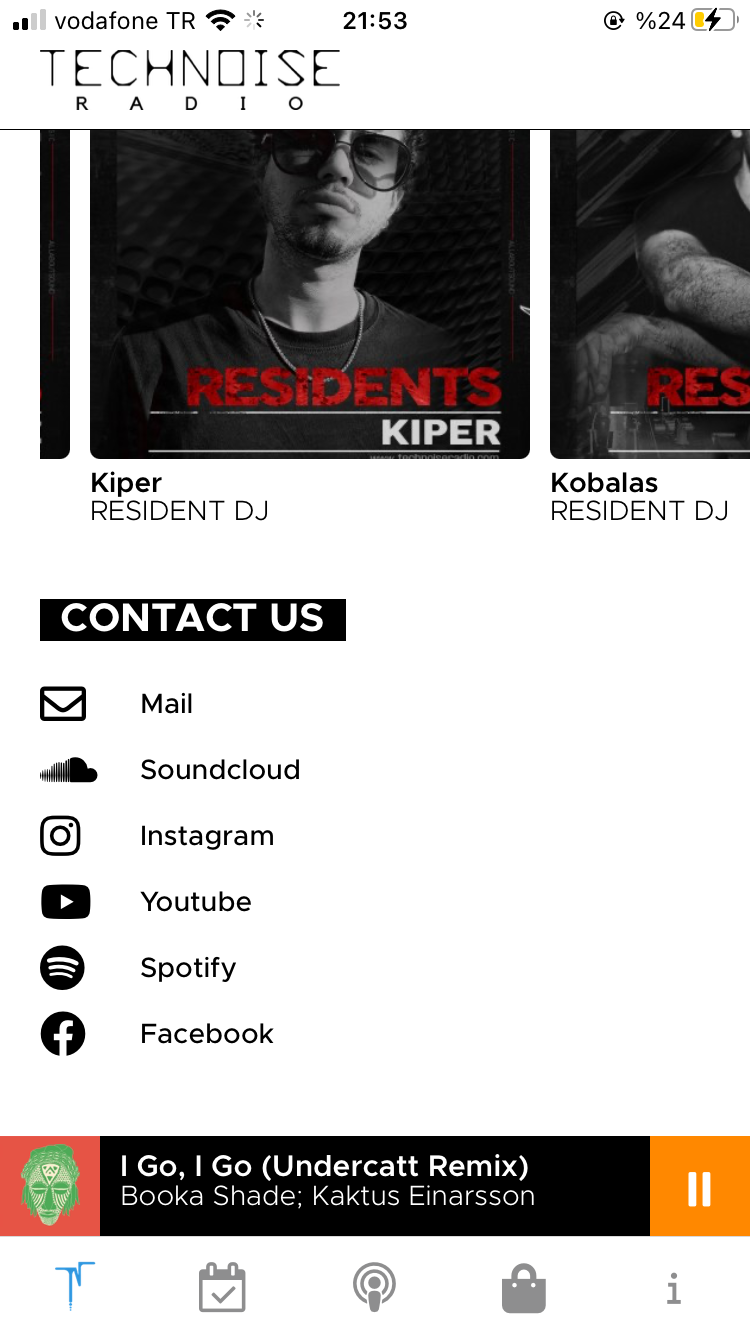 vodafone TR
21:53
%24
TECHNOISE
RADIO
RESIDENTS
KIPER
www.technoiseradio.com
RES
Kiper
RESIDENT DJ
Kobalas
RESIDENT DJ
CONTACT US
Mail
Soundcloud
Instagram
Youtube
Spotify
Facebook
I Go, I Go (Undercatt Remix)
Booka Shade; Kaktus Einarsson